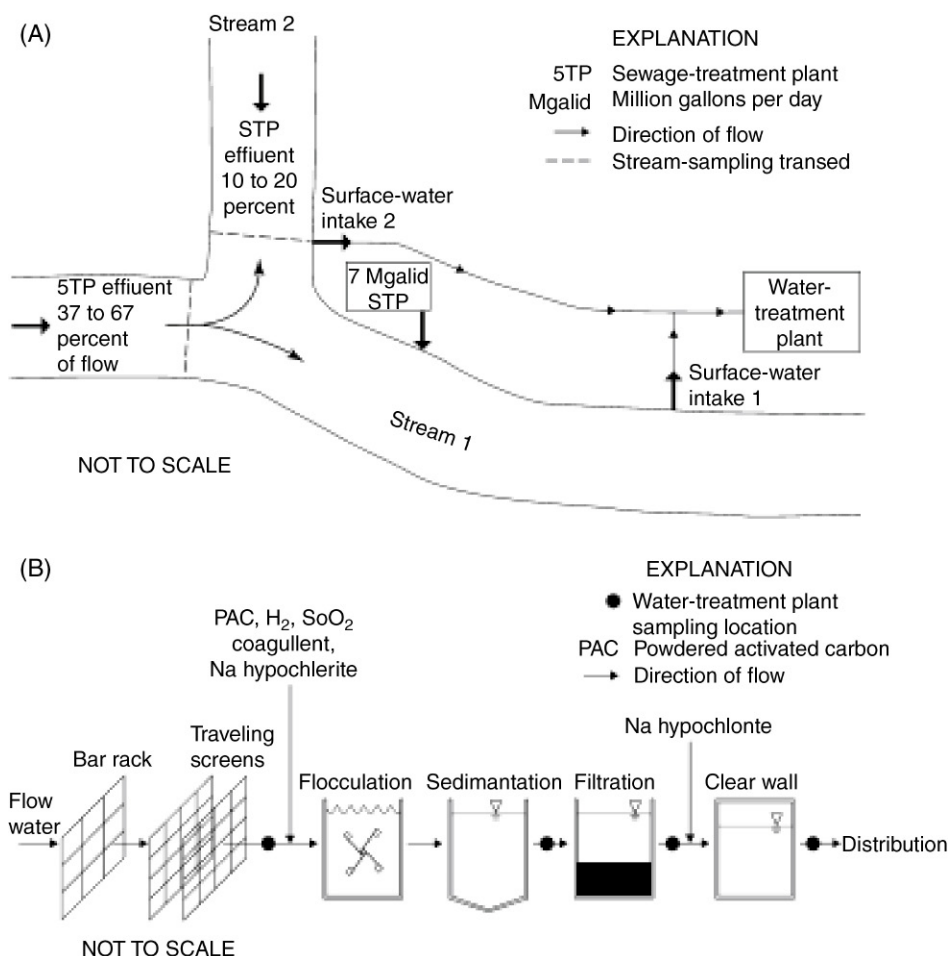 (A)
Stream 2
EXPLANATION
5TP Sewage-treatment plant
Mgalid Million gallons per day
Direction of flow
Stream-sampling transed
STP
effiuent
10 to 20
percent
Surface-water
intake 2
5TP effiuent
37 to 67
percent
of flow
7 Mgalid
STP
Water-
treatment
plant
Surface-water
intake 1
Stream 1
NOT TO SCALE
(B)
EXPLANATION
Water-treatment plant
sampling location
PAC Powdered activated carbon
Direction of flow
PAC, H₂, SoO₂
coagullent,
Na hypochlerite
Na hypochlonte
Bar rack
Traveling
screens
Flocculation
Sedimantation
Filtration
Clear wall
Flow
water
Distribution
NOT TO SCALE